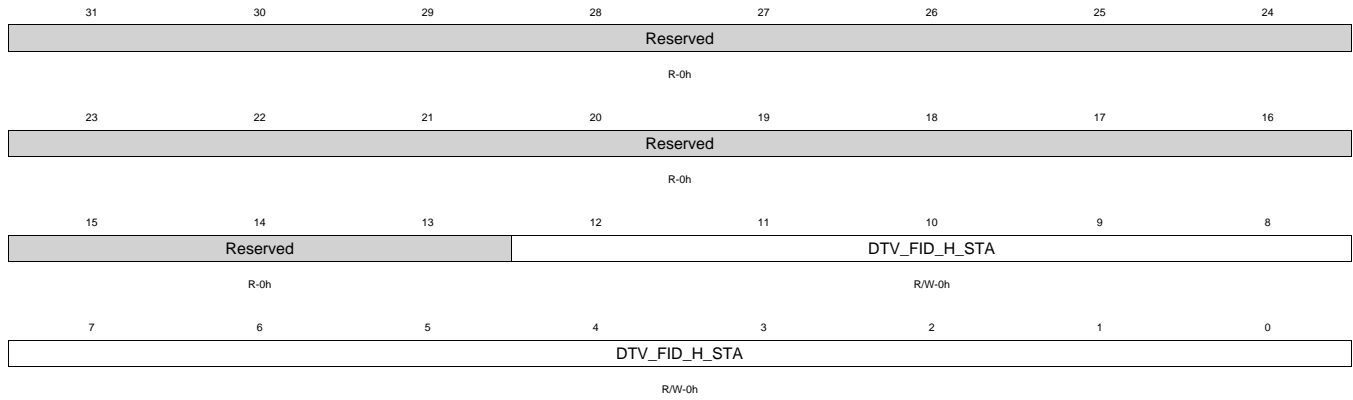 31 30 29 28 27 26 25 24
Reserved
R-0h
23 22 21 20 19 18 17 16
Reserved
R-0h
15 14 13 12 11 10 9 8
Reserved DTV_FID_H_STA
R-0h R/W-0h
7 6 5 4 3 2 1 0
DTV_FID_H_STA
R/W-0h